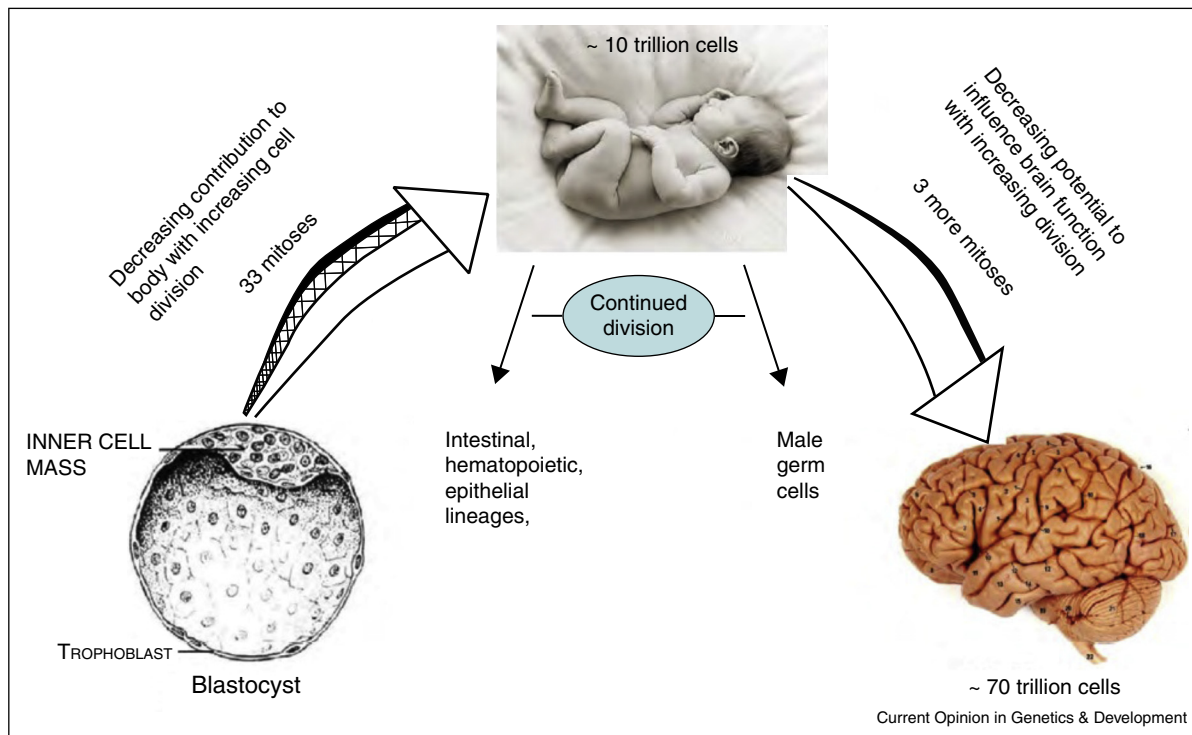 ~ 10 trillion cells
Decreasing contribution to
body with increasing cell
division
33 mitoses
Decreasing potential to
influence brain function
with increasing division
3 more mitoses
Continued
division
INNER CELL
MASS
Intestinal,
hematopoietic,
epithelial
lineages,
Male
germ
cells
TROPHOBLAST
Blastocyst
~ 70 trillion cells
Current Opinion in Genetics & Development